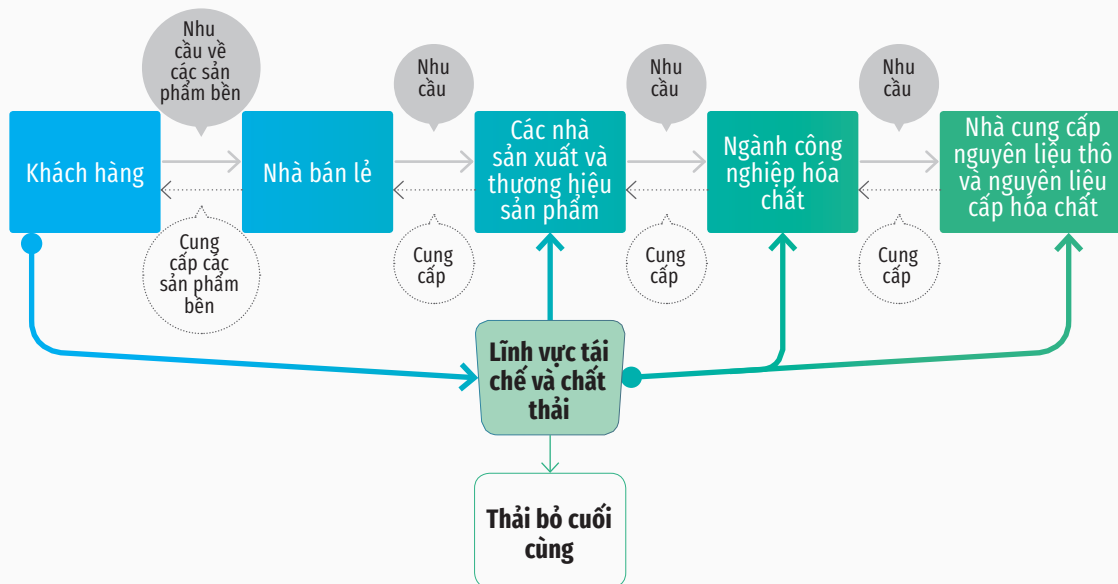 Nhu
cầu về
các sản
phẩm bền
Nhu
cầu
Nhu
cầu
Nhu
cầu
Khách hàng
Nhà bán lẻ
Các nhà
sản xuất và
thương hiệu
sản phẩm
Ngành công
nghiệp hóa
chất
Nhà cung cấp
nguyên liệu thô
và nguyên liệu
cấp hóa chất
Cung
cấp các
sản phẩm
bền
Cung
cấp
Cung
cấp
Cung
cấp
Lĩnh vực tái
chế và chất
thải
Thải bỏ cuối
cùng